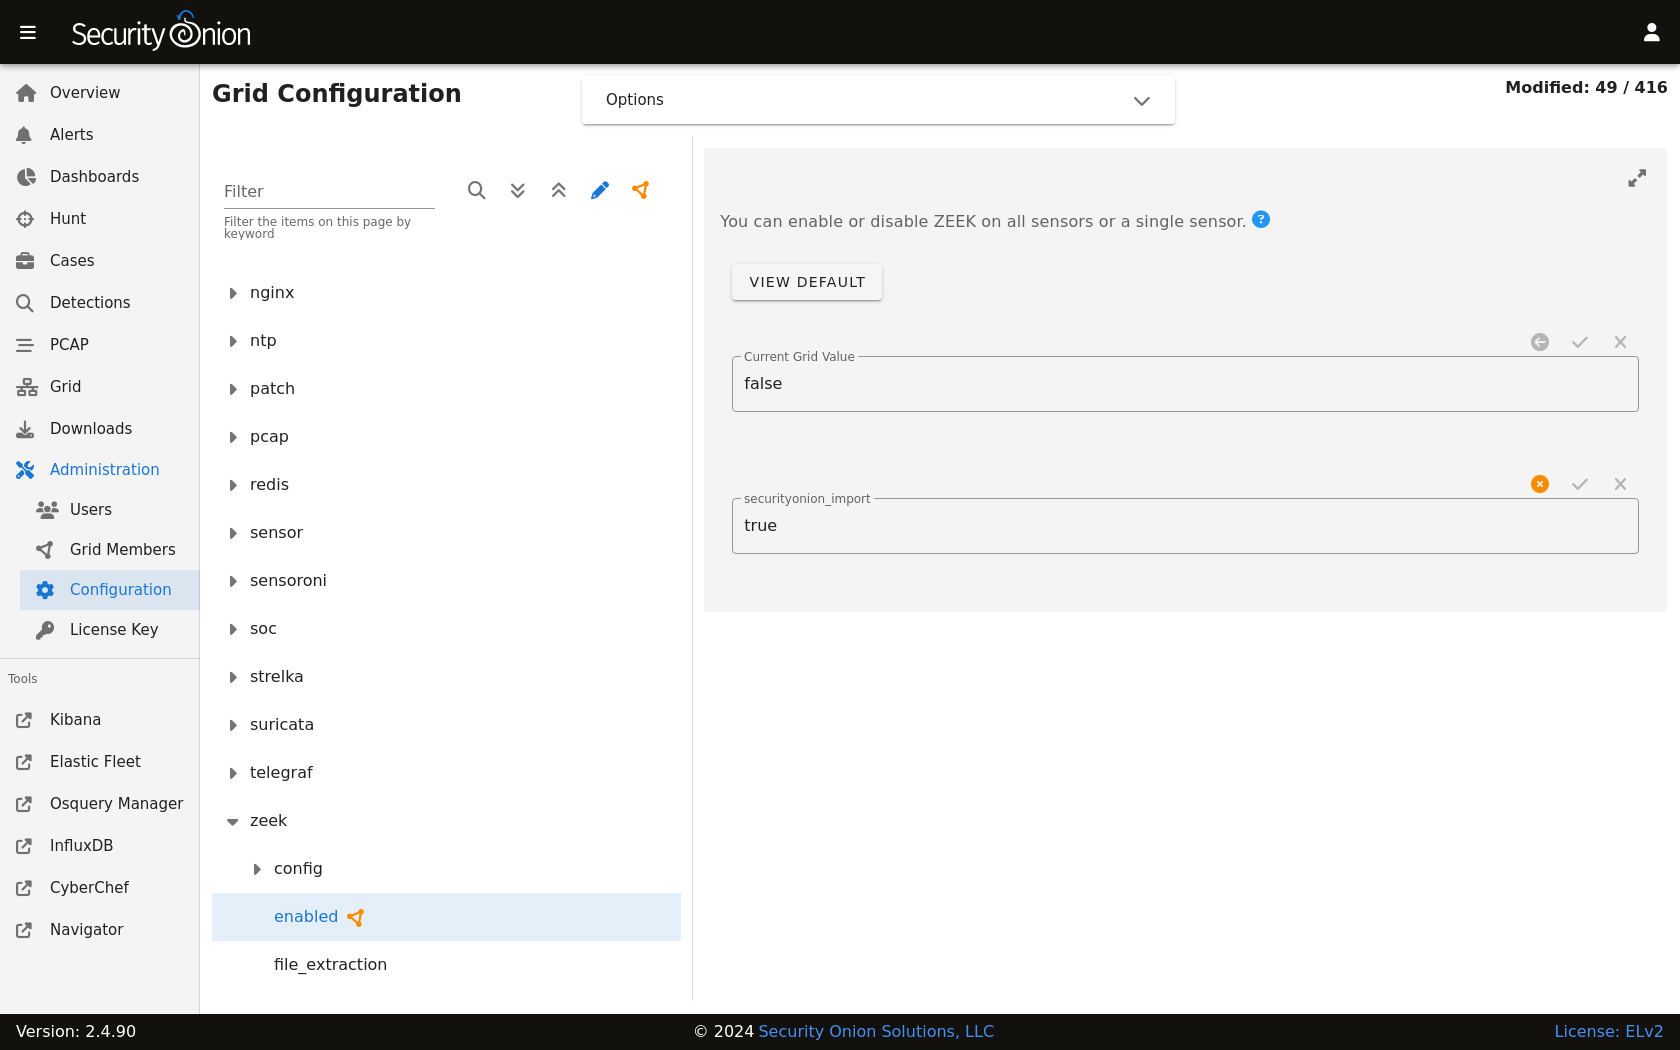 Security Onion
Overview
Alerts
Dashboards
Hunt
Cases
Detections
PCAP
Grid
Downloads
Administration
Users
Grid Members
Configuration
License Key
Tools
Kibana
Elastic Fleet
Osquery Manager
InfluxDB
CyberChef
Navigator
Grid Configuration
Options
Modified: 49 / 416
Filter
Filter the items on this page by
keyword
nginx
ntp
patch
pcap
redis
sensor
sensoroni
soc
strelka
suricata
telegraf
zeek
config
enabled
file_extraction
You can enable or disable ZEEK on all sensors or a single sensor. ?
VIEW DEFAULT
Current Grid Value
false
securityonion_import
true
Version: 2.4.90
© 2024 Security Onion Solutions, LLC
License: ELv2